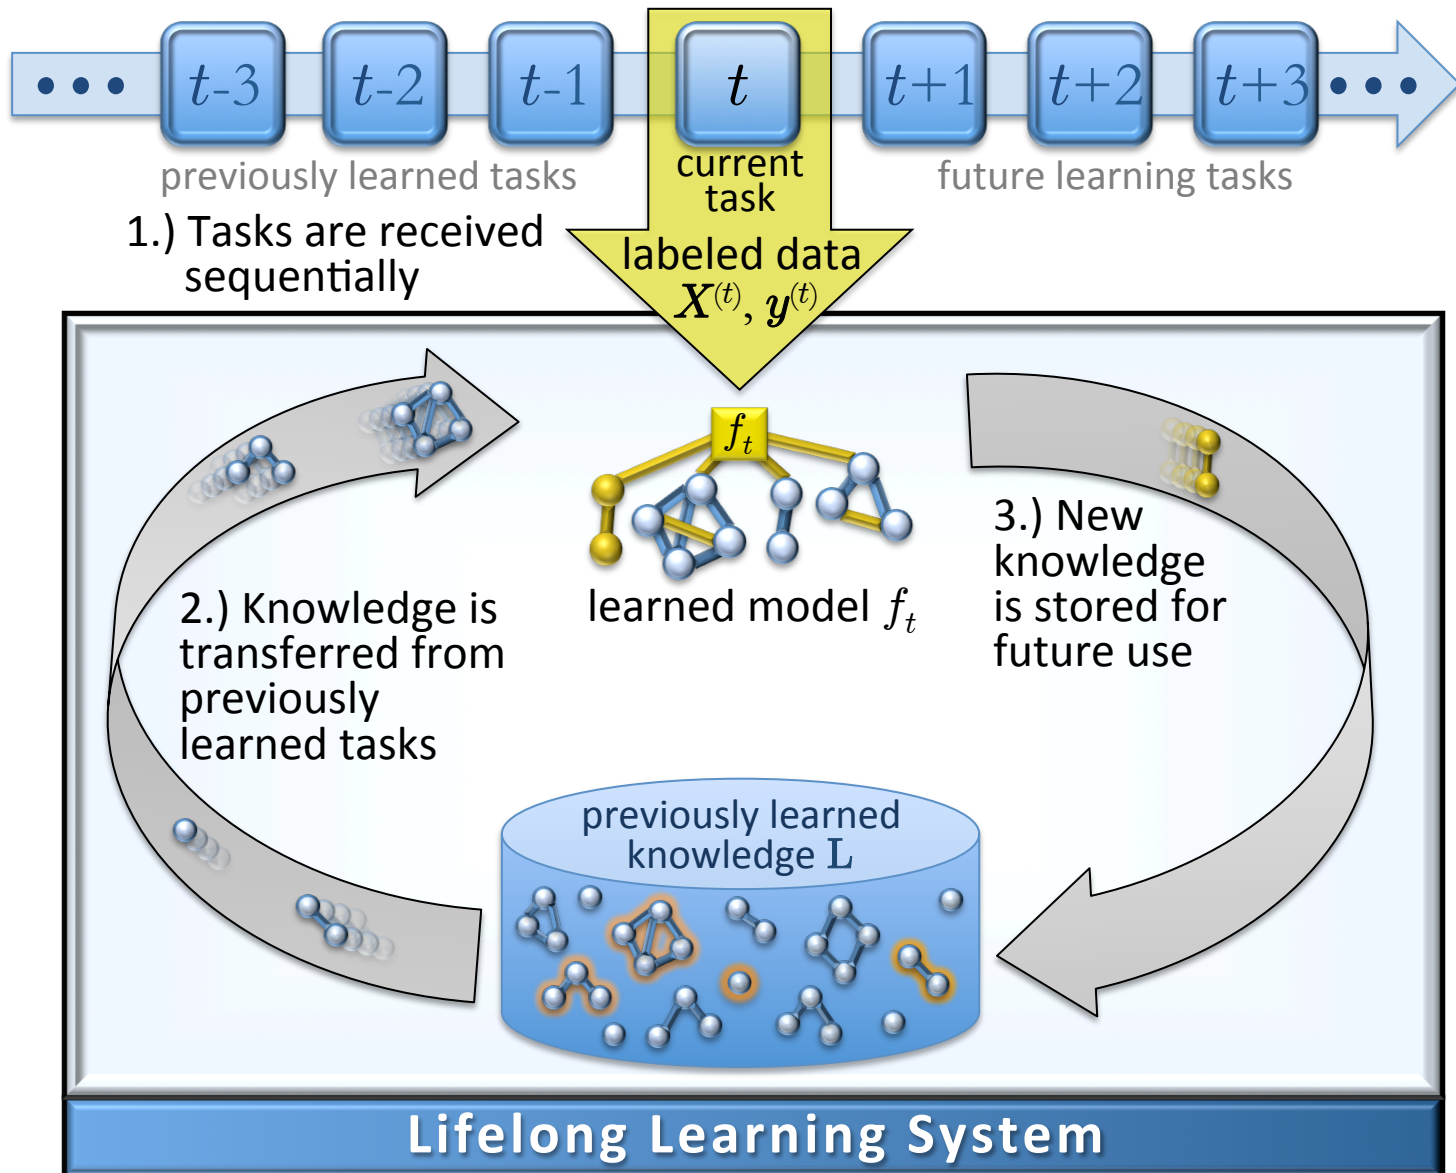 ••• t-3 t-2 t-1 t t+1 t+2 t+3 •••
previously learned tasks
current
task
future learning tasks
1.) Tasks are received
sequentially
labeled data
X⁽ᵗ⁾, y⁽ᵗ⁾
fₜ
learned model fₜ
2.) Knowledge is
transferred from
previously
learned tasks
3.) New
knowledge
is stored for
future use
previously learned
knowledge L
Lifelong Learning System